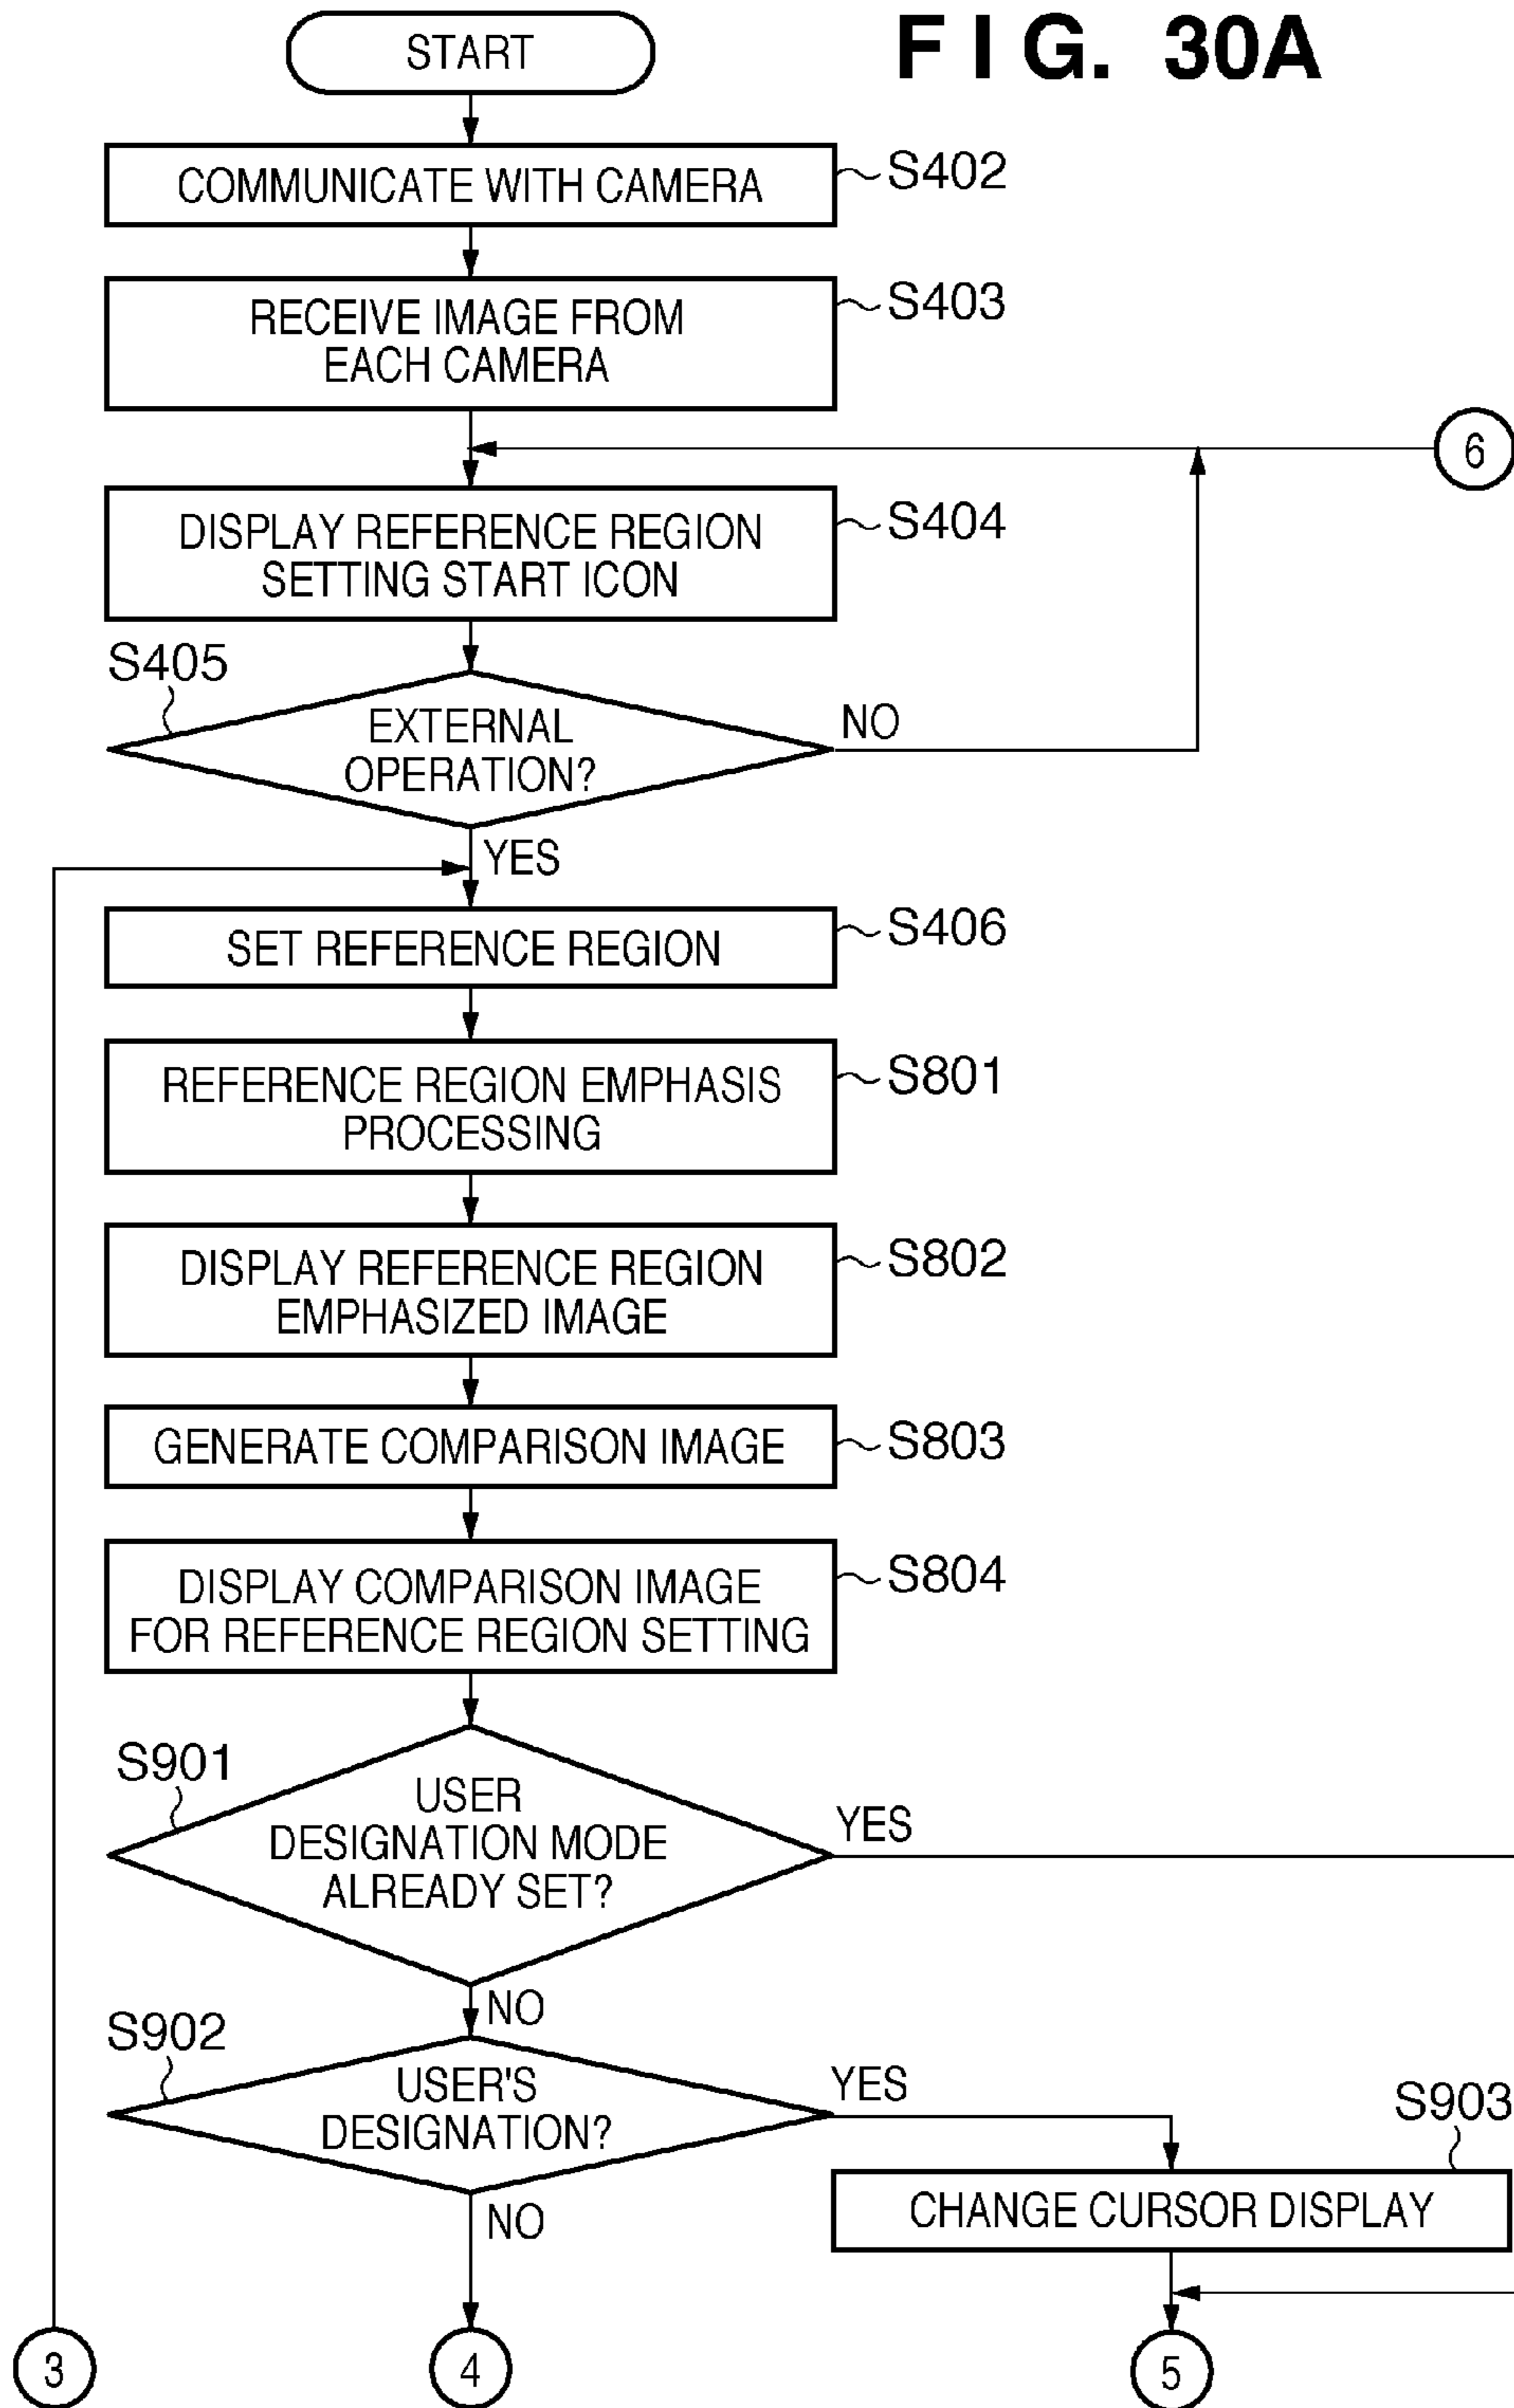 FIG. 30A
START
COMMUNICATE WITH CAMERA
S402
RECEIVE IMAGE FROM
EACH CAMERA
S403
6
DISPLAY REFERENCE REGION
SETTING START ICON
S404
S405
EXTERNAL
OPERATION?
NO
YES
SET REFERENCE REGION
S406
REFERENCE REGION EMPHASIS
PROCESSING
S801
DISPLAY REFERENCE REGION
EMPHASIZED IMAGE
S802
GENERATE COMPARISON IMAGE
S803
DISPLAY COMPARISON IMAGE
FOR REFERENCE REGION SETTING
S804
S901
USER
DESIGNATION MODE
ALREADY SET?
YES
NO
S902
USER'S
DESIGNATION?
YES
NO
S903
CHANGE CURSOR DISPLAY
3
4
5